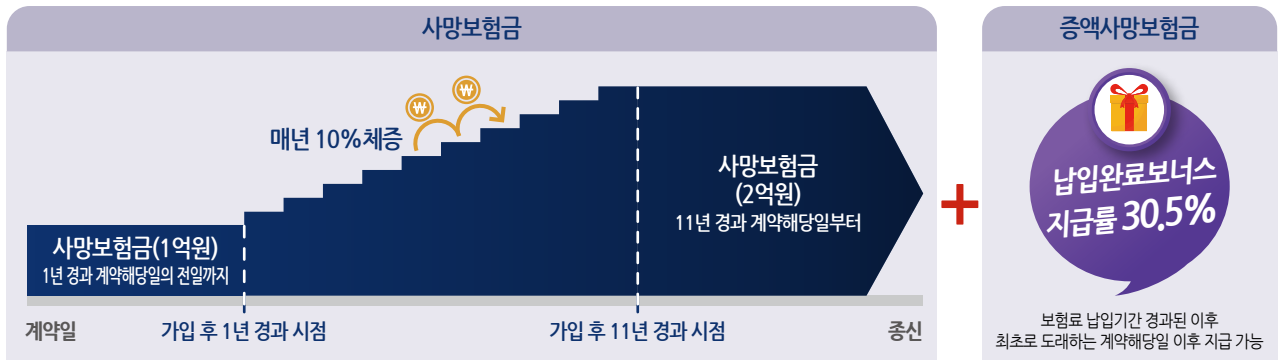 사망보험금
매년 10%체증
사망보험금(1억원)
1년 경과 계약해당일의 전일까지
사망보험금
(2억원)
11년 경과 계약해당일부터
계약일
가입 후 1년 경과 시점
가입 후 11년 경과 시점
종신
+
증액사망보험금
납입완료보너스
지급률 30.5%
보험료 납입기간 경과된 이후
최초로 도래하는 계약해당일 이후 지급 가능